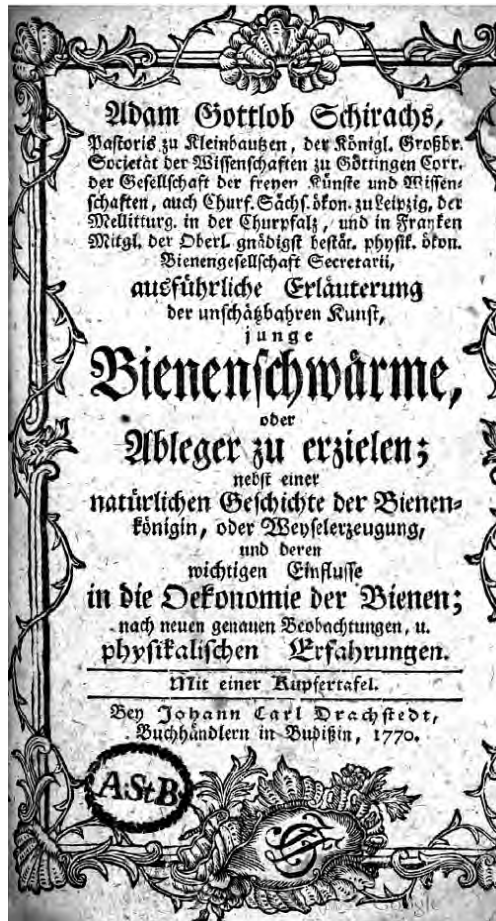 Adam Gottlob Schirachs,
Pastoris zu Kleinbautzen, der Königl. Großbr.
Societät der Wissenschaften zu Göttingen Corr.
der Gesellschaft der freyen Künste und Wissen-
schaften, auch Churf. Sächs. ökon. zu Leipzig, der
Mellitturg. in der Churpfalz, und in Franken
Mitgl. der Oberl. gnädigst bestät. physik. ökon.
Bienengesellschaft Secretarii,
ausführliche Erläuterung
der unschätzbahren Kunst,
junge
Bienenschwärme,
oder
Ableger zu erzielen;
nebst einer
natürlichen Geschichte der Bienen-
königin, oder Weyselerzeugung,
und deren
wichtigen Einflusse
in die Oekonomie der Bienen;
nach neuen genauen Beobachtungen, u.
physikalischen Erfahrungen.
Mit einer Kupfertafel.
Bey Johann Carl Drachstedt,
Buchhändlern in Budißin, 1770.
A:StB